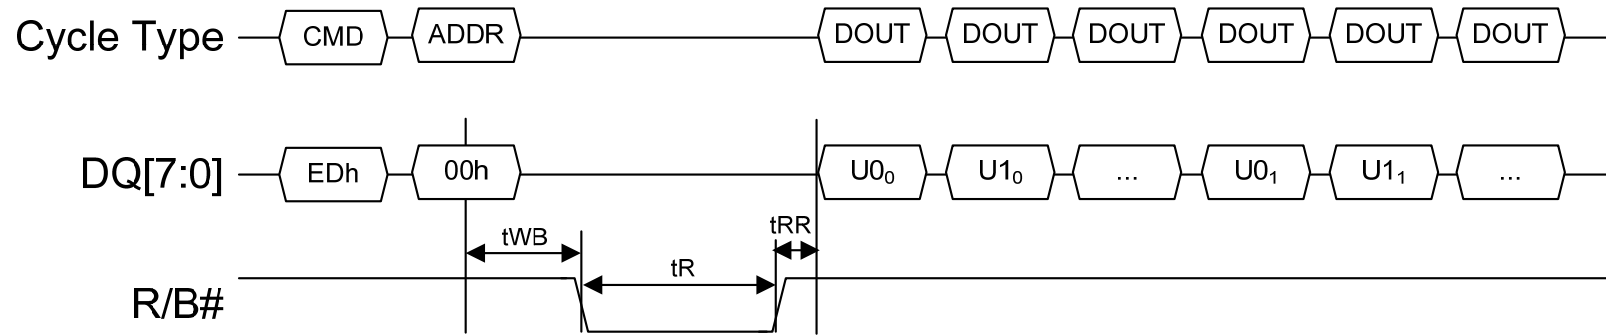 Cycle Type CMD ADDR DOUT DOUT DOUT DOUT DOUT DOUT
DQ[7:0] EDh 00h U0₀ U1₀ ... U0₁ U1₁ ...
tWB tRR
tR
R/B#